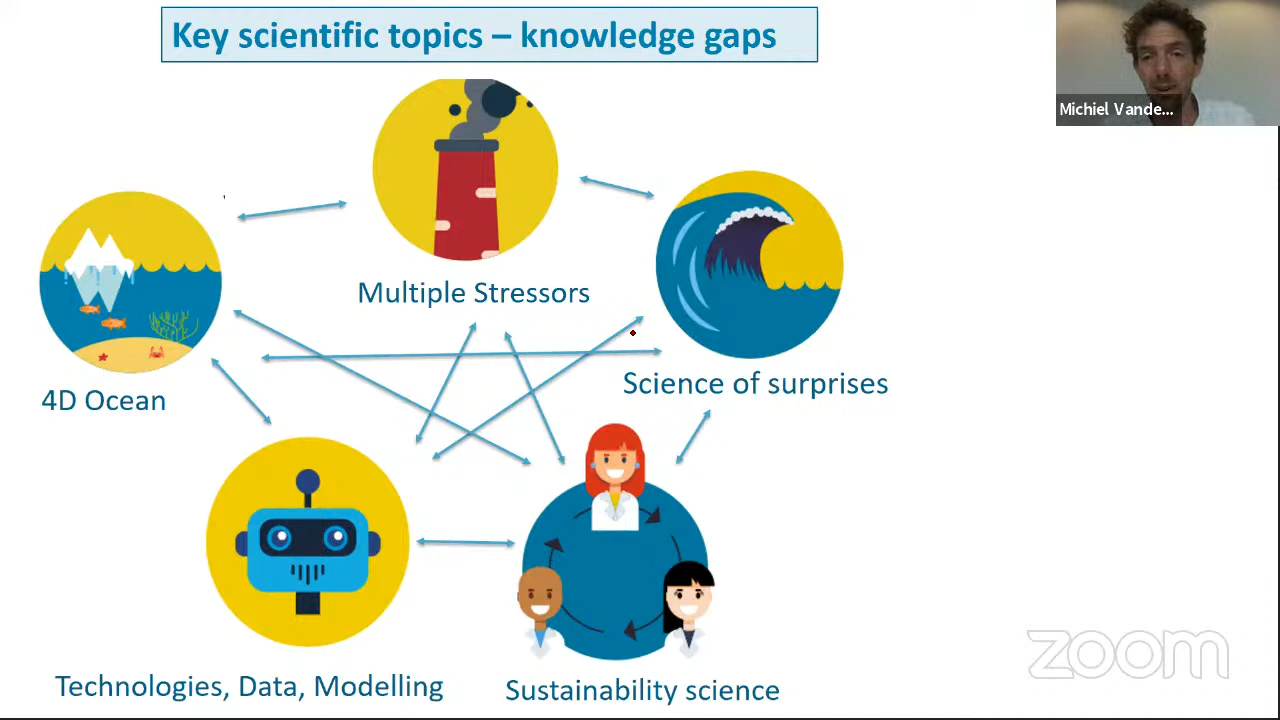 Key scientific topics – knowledge gaps
Michiel Vande...
Multiple Stressors
Science of surprises
4D Ocean
Technologies, Data, Modelling
Sustainability science
zoom